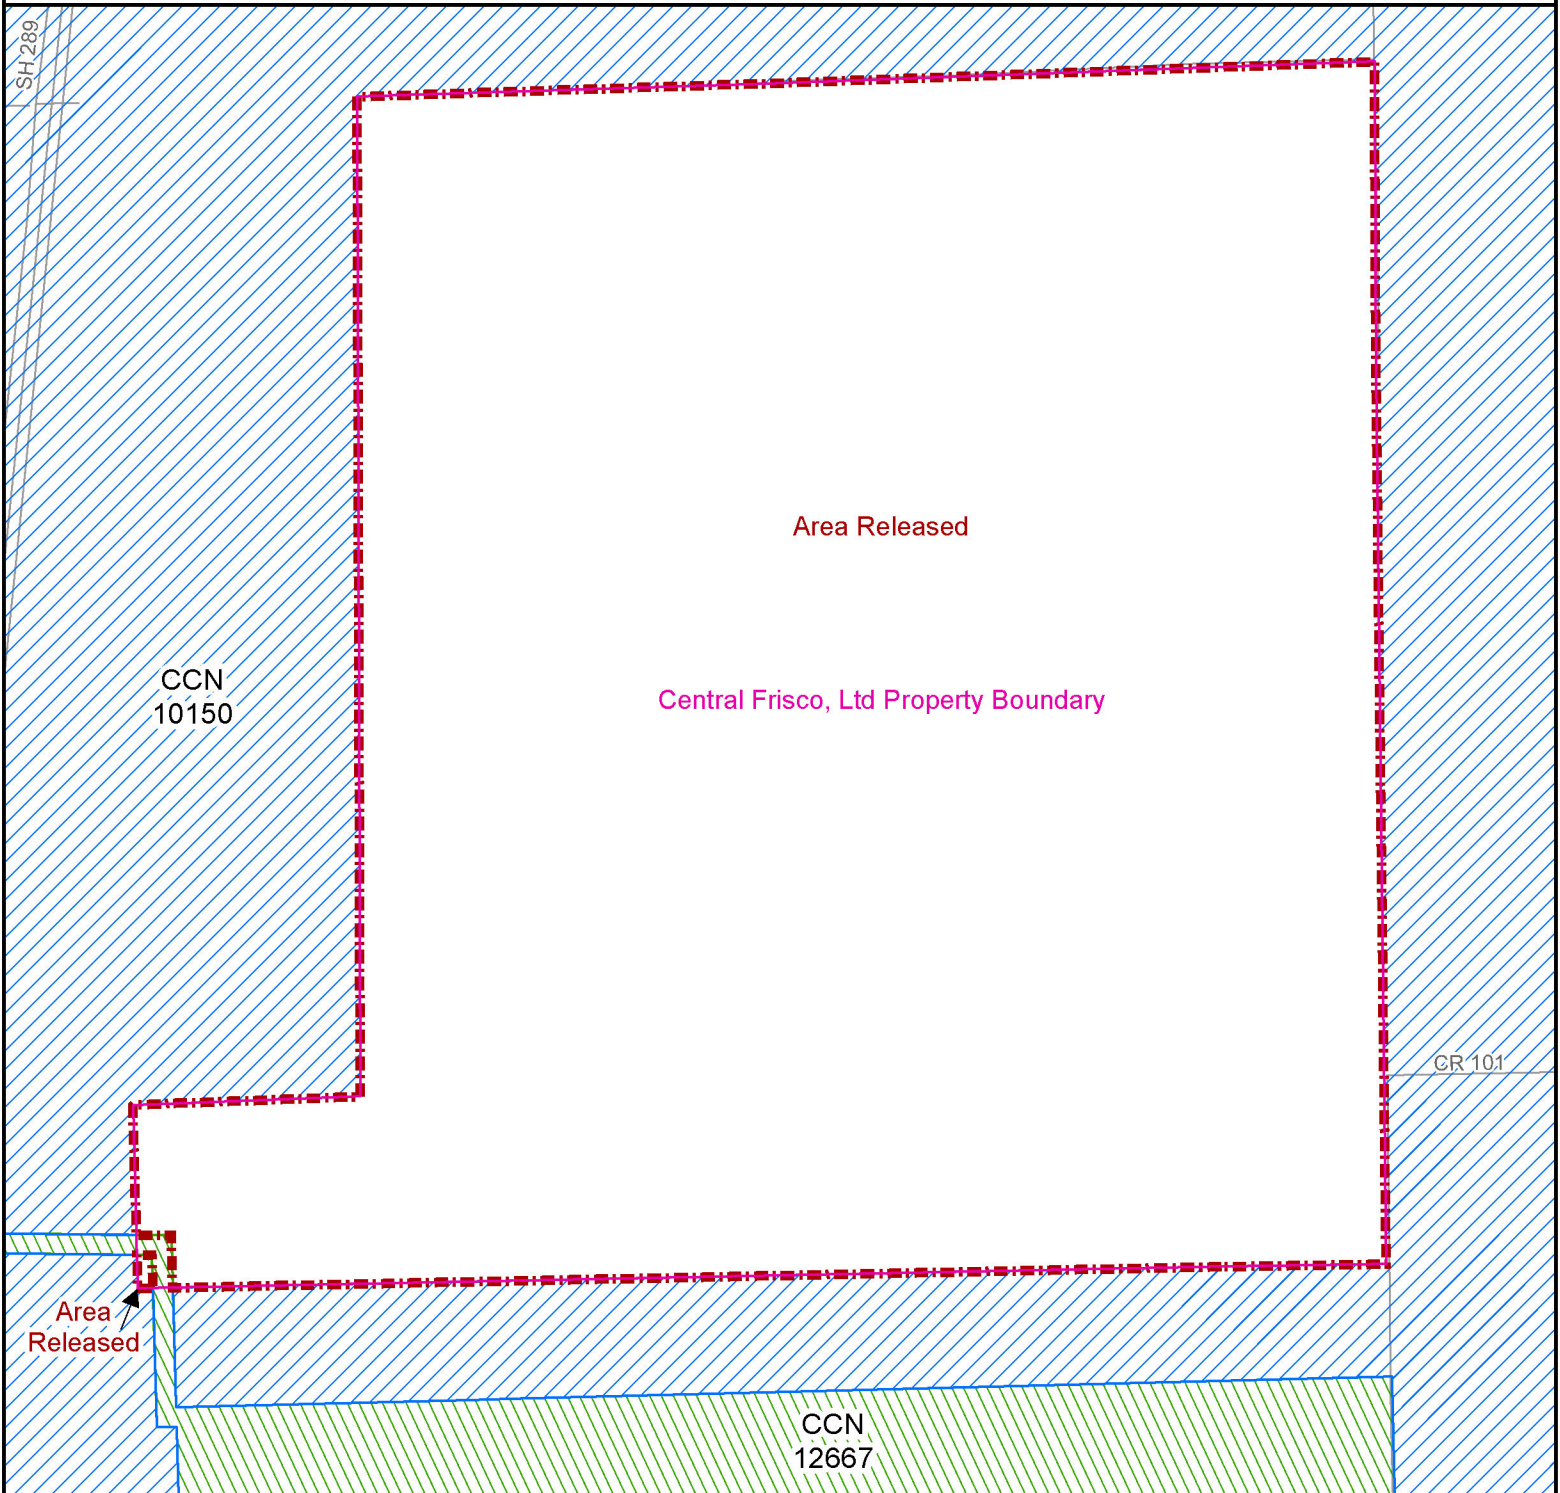 SH 289
Area Released
CCN
10150
Central Frisco, Ltd Property Boundary
CR 101
Area
Released
CCN
12667